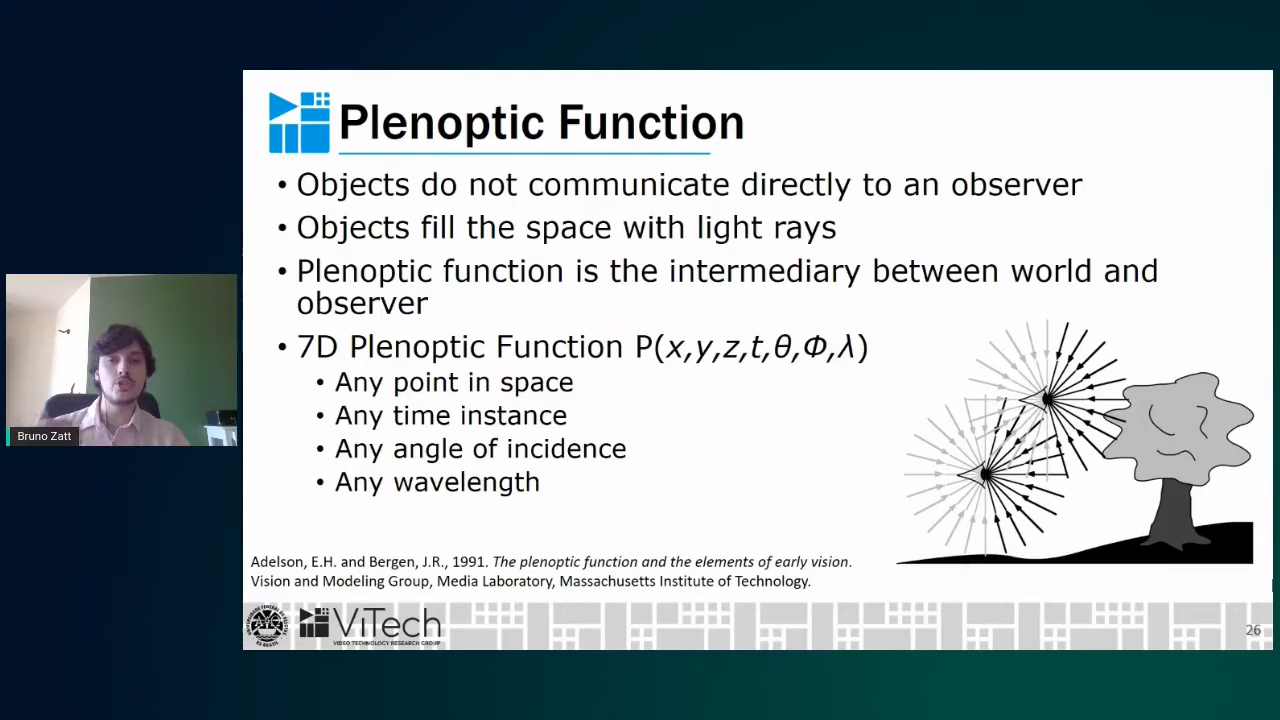 Plenoptic Function
• Objects do not communicate directly to an observer
• Objects fill the space with light rays
• Plenoptic function is the intermediary between world and
observer
• 7D Plenoptic Function P(x,y,z,t,θ,Φ,λ)
• Any point in space
• Any time instance
• Any angle of incidence
• Any wavelength
Bruno Zatt
Adelson, E.H. and Bergen, J.R., 1991. The plenoptic function and the elements of early vision.
Vision and Modeling Group, Media Laboratory, Massachusetts Institute of Technology.
ViTech
VIDEO TECHNOLOGY RESEARCH GROUP
26